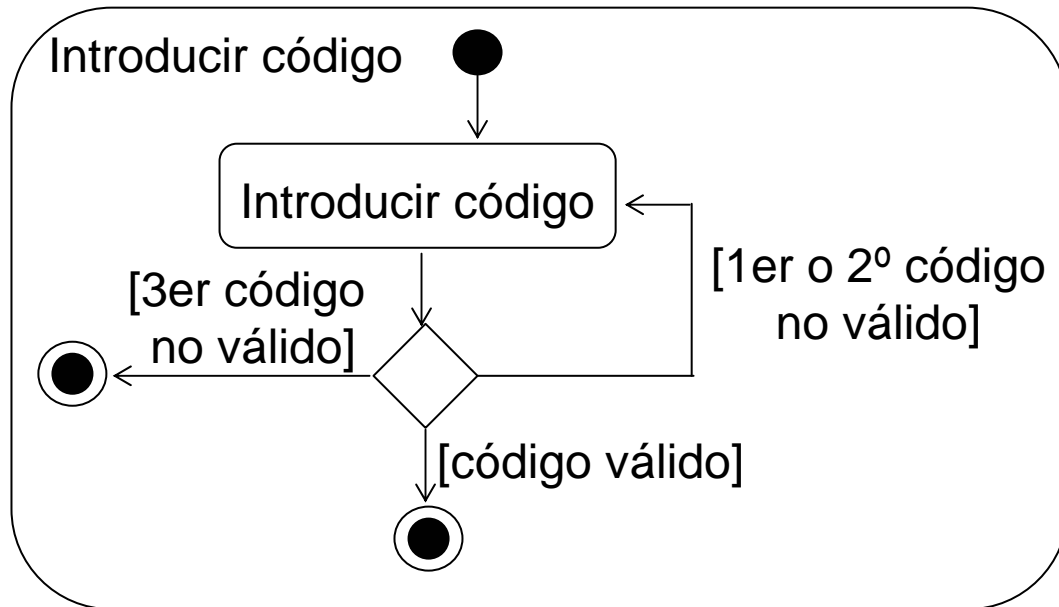 Introducir código
Introducir código
[3er código
no válido]
[1er o 2º código
no válido]
[código válido]